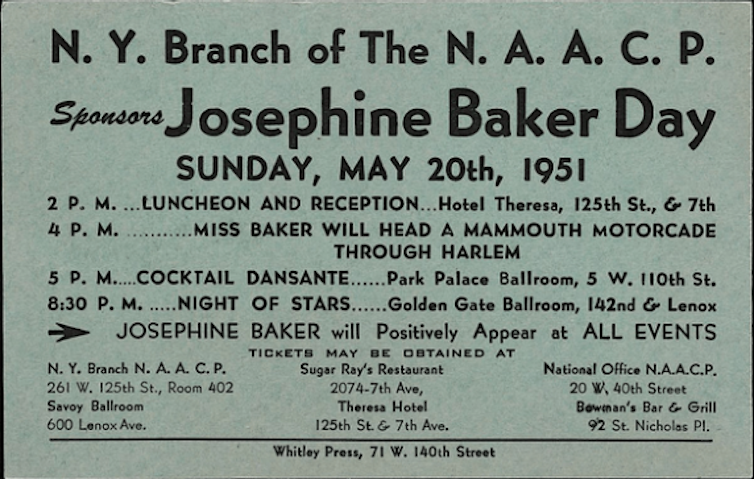 N. Y. Branch of The N. A. A. C. P.
Sponsors Josephine Baker Day
SUNDAY, MAY 20th, 1951
2 P. M. ...LUNCHEON AND RECEPTION...Hotel Theresa, 125th St., & 7th
4 P. M. ..........MISS BAKER WILL HEAD A MAMMOUTH MOTORCADE
THROUGH HARLEM
5 P. M.....COCKTAIL DANSANTE......Park Palace Ballroom, 5 W. 110th St.
8:30 P. M. .....NIGHT OF STARS......Golden Gate Ballroom, 142nd & Lenox
JOSEPHINE BAKER will Positively Appear at ALL EVENTS
TICKETS MAY BE OBTAINED AT
N. Y. Branch N. A. A. C. P.
261 W. 125th St., Room 402
Savoy Ballroom
600 Lenox Ave.
Sugar Ray's Restaurant
2074-7th Ave,
Theresa Hotel
125th St. & 7th Ave.
National Office N.A.A.C.P.
20 W, 40th Street
Bowman's Bar & Grill
92 St. Nicholas Pl.
Whitley Press, 71 W. 140th Street